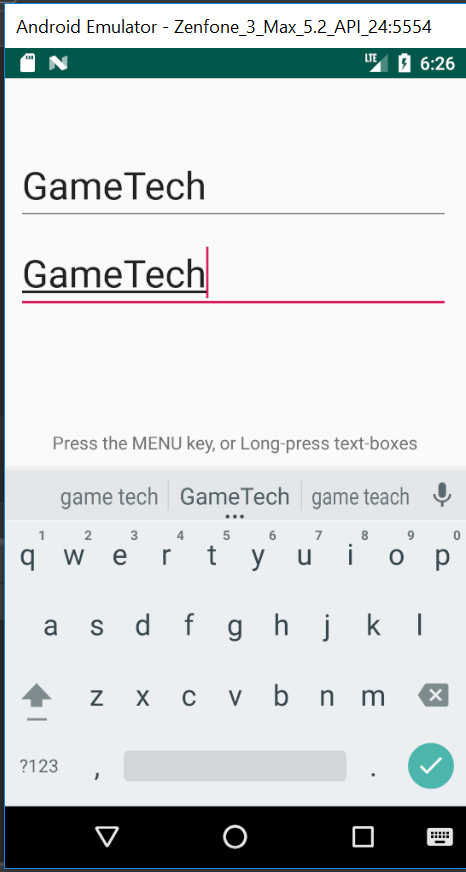 Android Emulator - Zenfone_3_Max_5.2_API_24:5554
LTE 6:26
GameTech
GameTech
Press the MENU key, or Long-press text-boxes
game tech GameTech game teach
1 2 3 4 5 6 7 8 9 0
q w e r t y u i o p
a s d f g h j k l
z x c v b n m
?123 , .